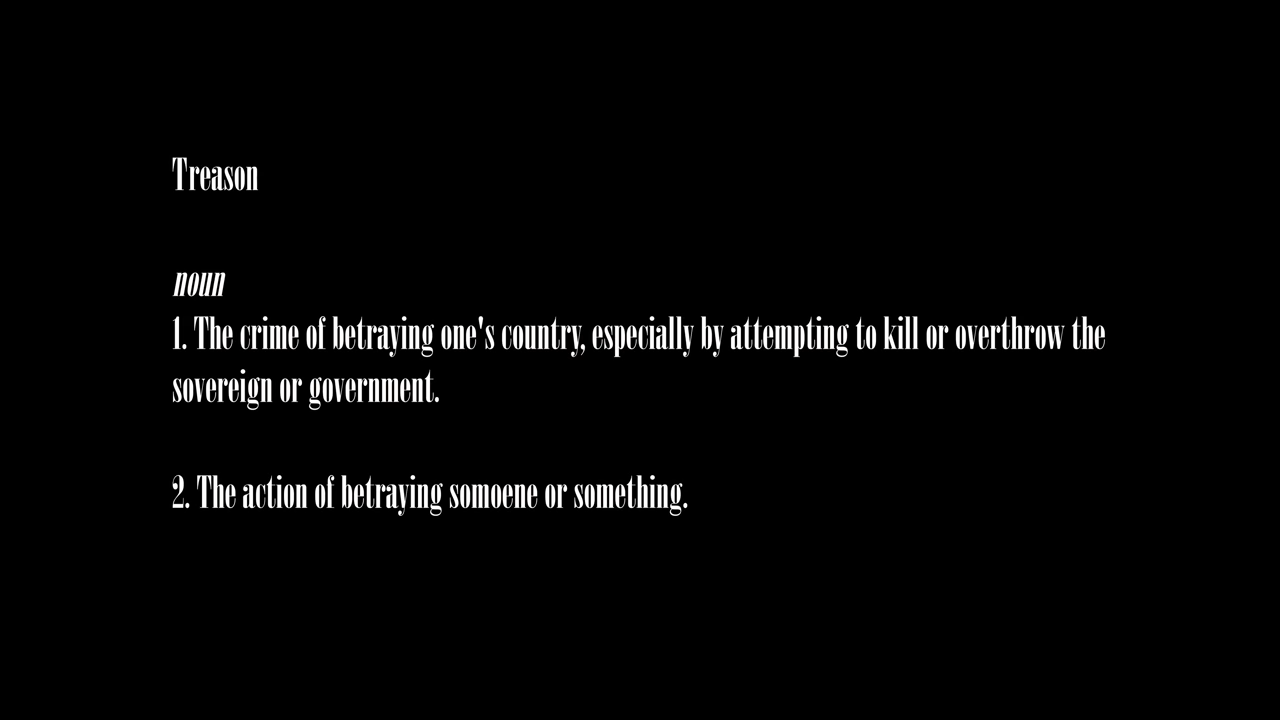 Treason
noun
1. The crime of betraying one's country, especially by attempting to kill or overthrow the
sovereign or government.
2. The action of betraying somoene or something.